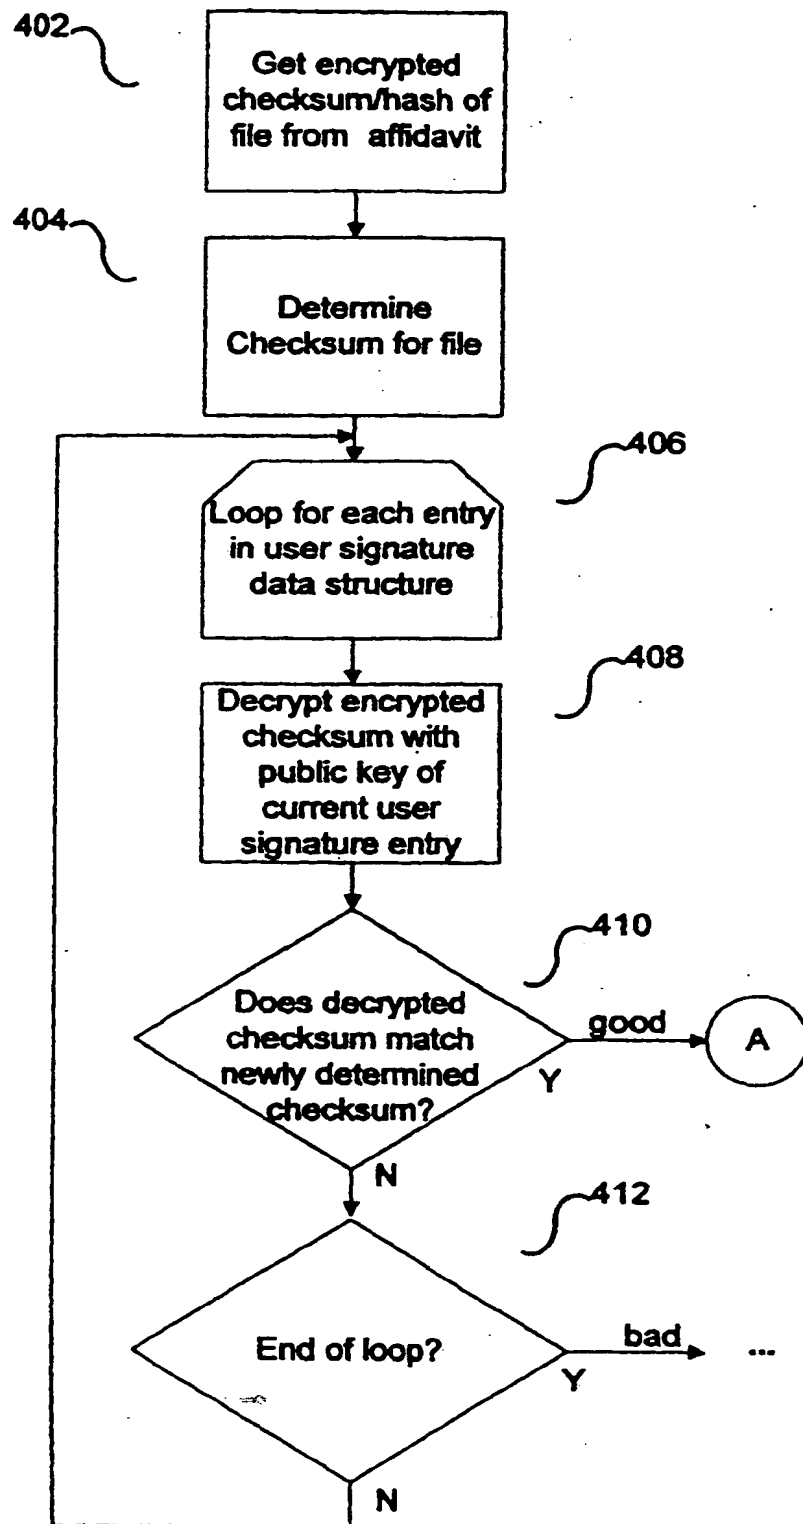 402
Get encrypted
checksum/hash of
file from affidavit
404
Determine
Checksum for file
406
Loop for each entry
in user signature
data structure
408
Decrypt encrypted
checksum with
public key of
current user
signature entry
410
Does decrypted
checksum match
newly determined
checksum?
good
A
Y
N
412
End of loop?
bad
...
Y
N